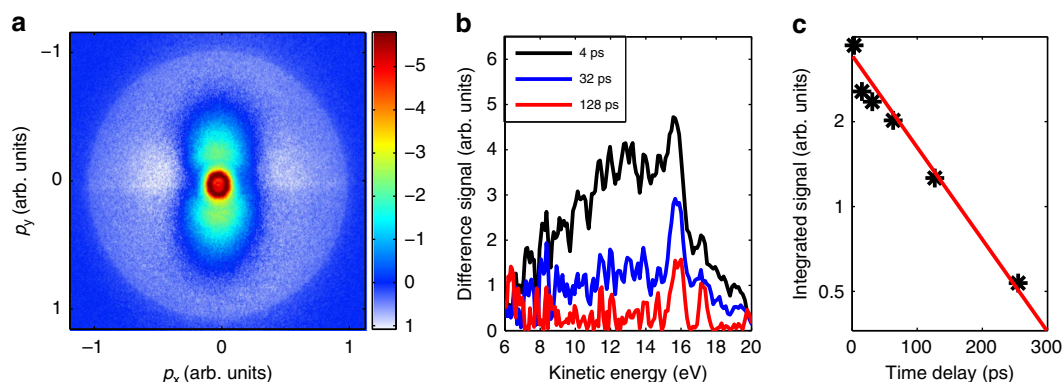 a
–1
0
1
p_y (arb. units)
–1
0
1
p_x (arb. units)
–5
–4
–3
–2
–1
0
1
b
4 ps
32 ps
128 ps
6
5
4
3
2
1
0
Difference signal (arb. units)
6 8 10 12 14 16 18 20
Kinetic energy (eV)
c
2
1
0.5
Integrated signal (arb. units)
0 100 200 300
Time delay (ps)